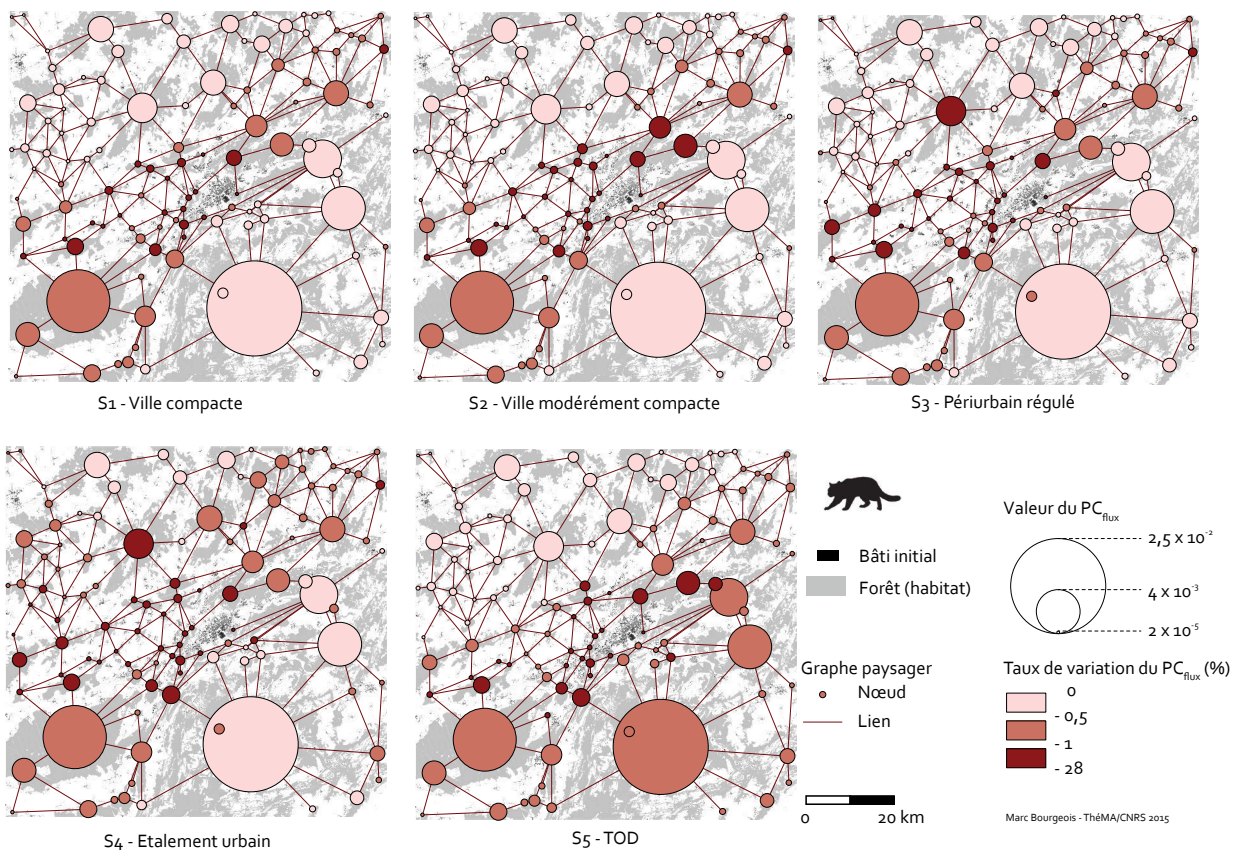 S1 - Ville compacte
S2 - Ville modérément compacte
S3 - Périurbain régulé
S4 - Etalement urbain
S5 - TOD
Bâti initial
Forêt (habitat)
Graphe paysager
Nœud
Lien
0 20 km
Valeur du PCflux
2,5 x 10⁻²
4 x 10⁻³
2 x 10⁻⁵
Taux de variation du PCflux (%)
0
- 0,5
- 1
- 28
Marc Bourgeois - ThéMA/CNRS 2015